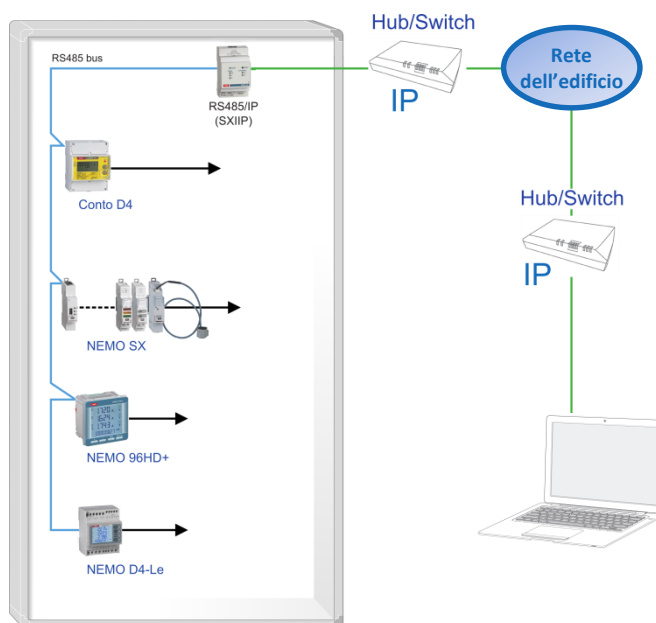 Hub/Switch
IP
Rete
dell'edificio
RS485 bus
RS485/IP
(SXIIP)
Conto D4
Hub/Switch
IP
NEMO SX
NEMO 96HD+
NEMO D4-Le